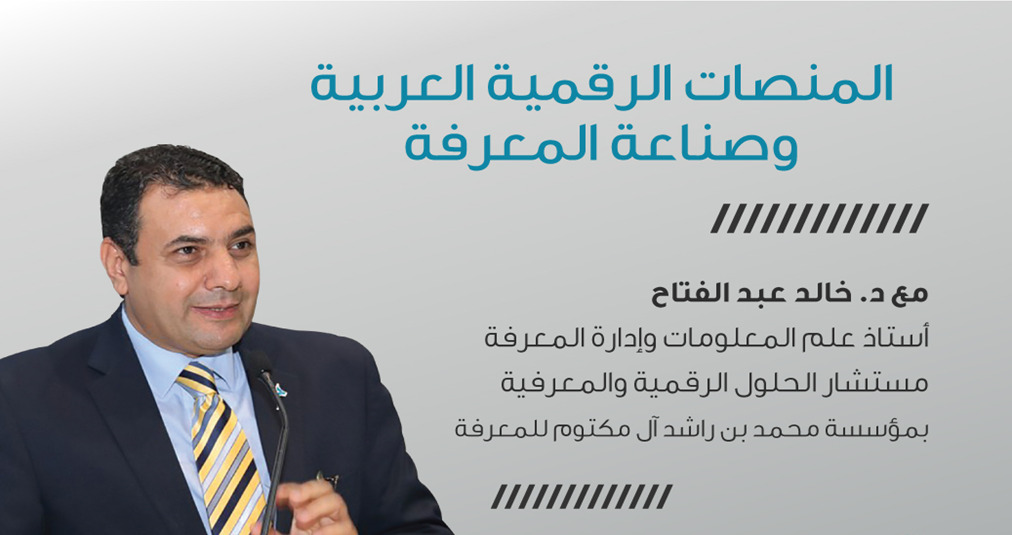 المنصات الرقمية العربية
وصناعة المعرفة
مع د. خالد عبد الفتاح
أستاذ علم المعلومات وإدارة المعرفة
مستشار الحلول الرقمية والمعرفية
بمؤسسة محمد بن راشد آل مكتوم للمعرفة